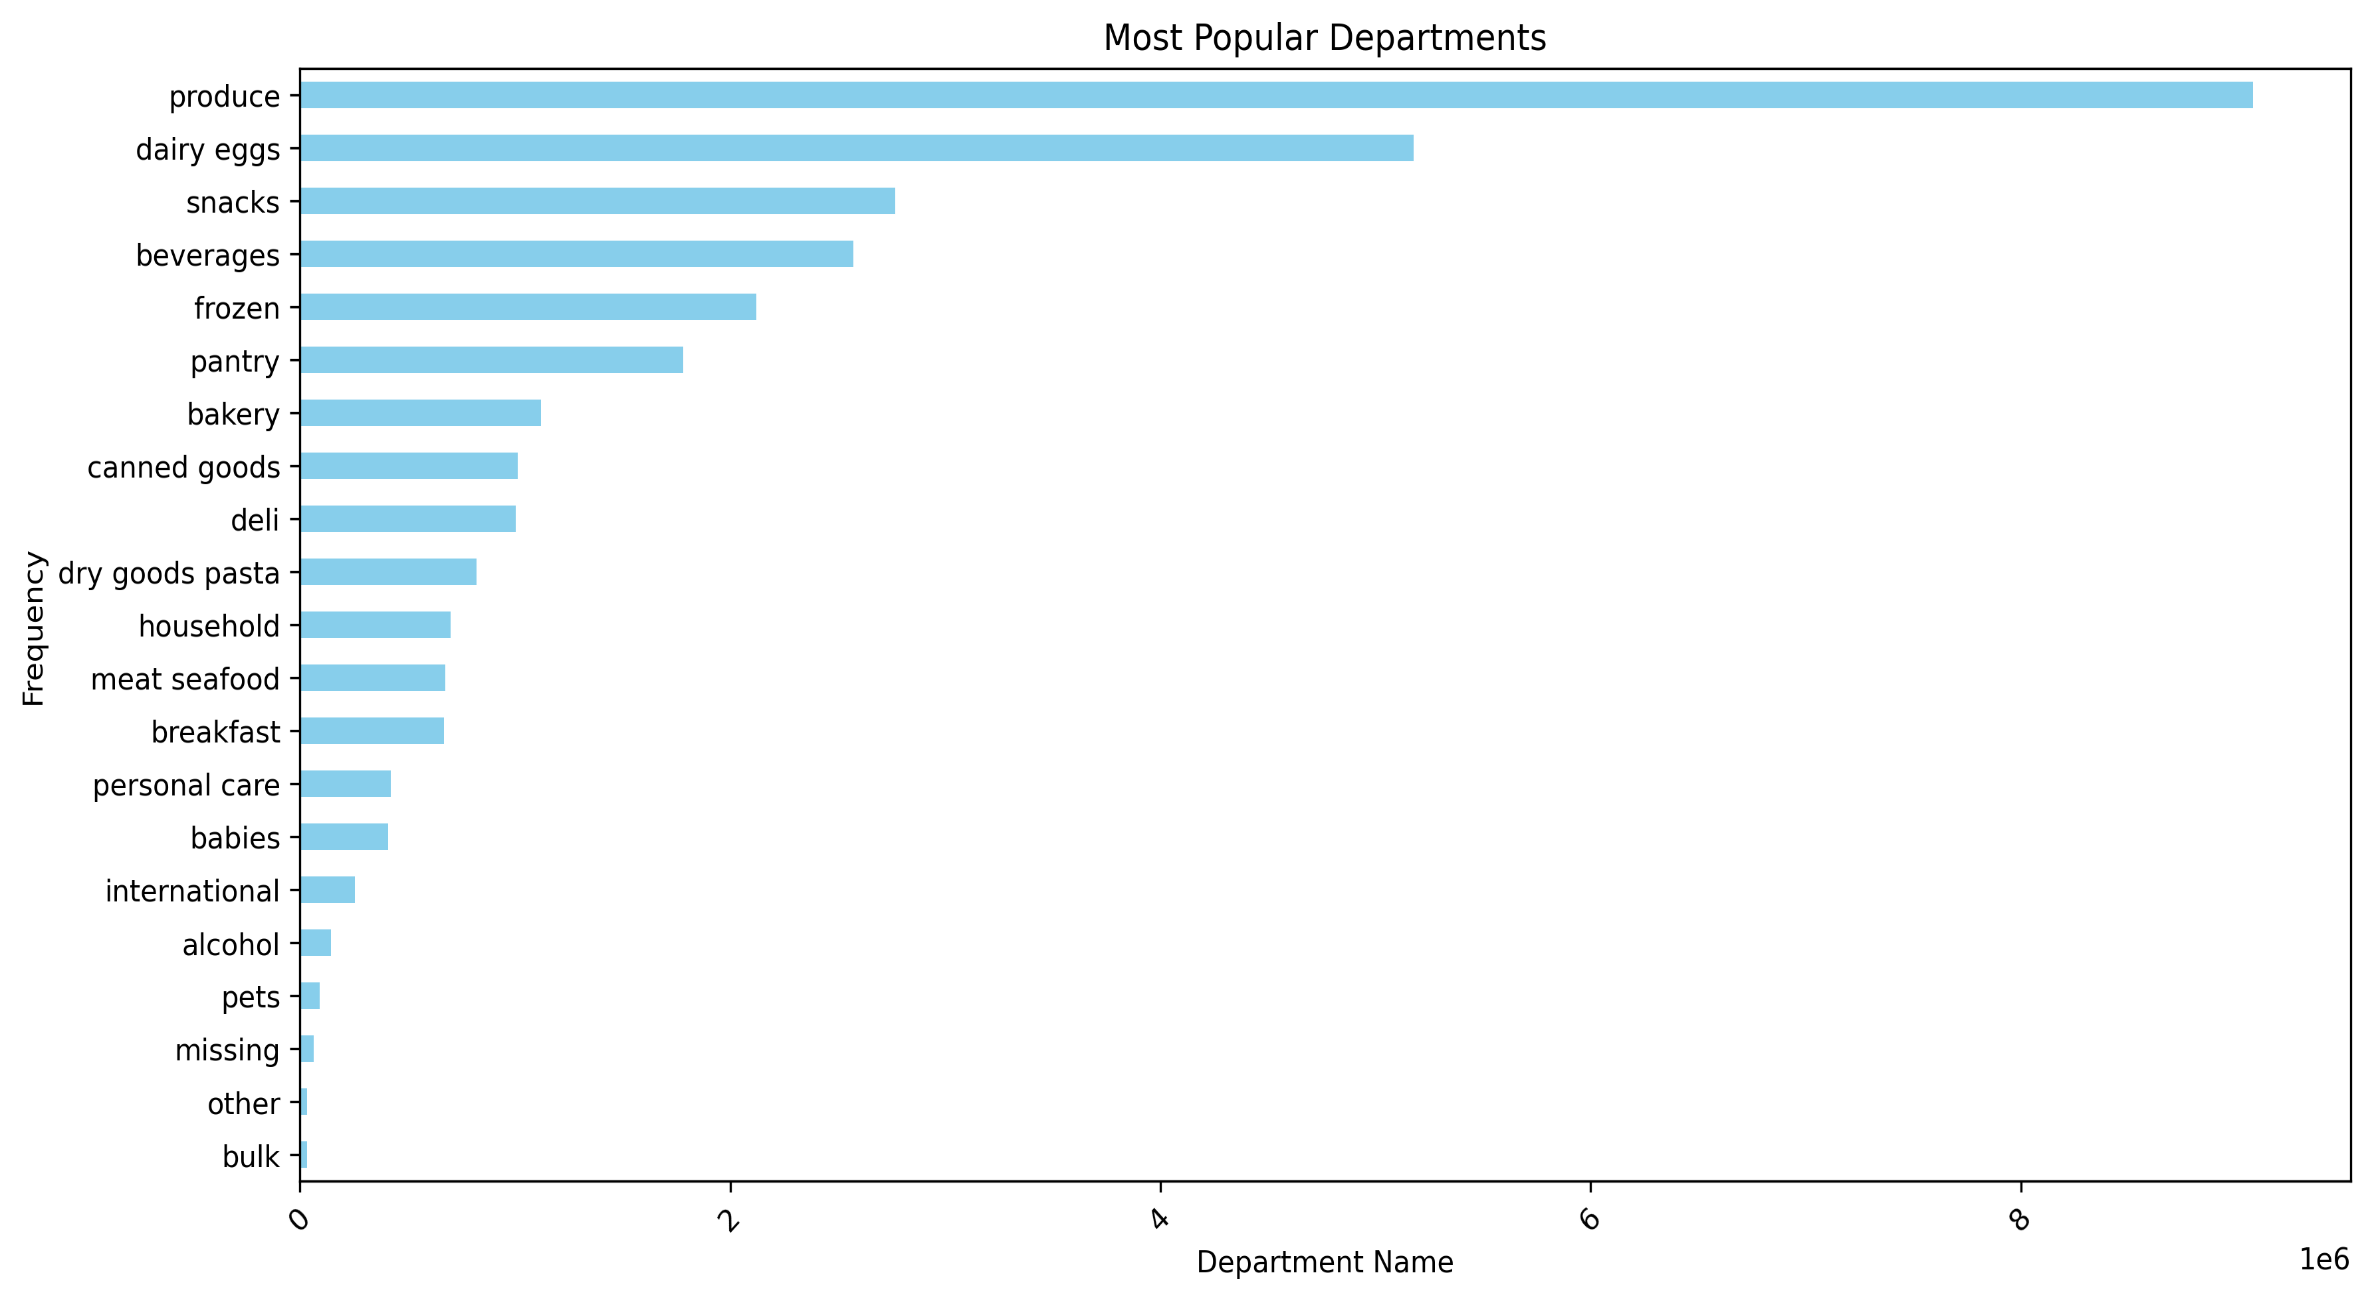 Most Popular Departments
produce
dairy eggs
snacks
beverages
frozen
pantry
bakery
canned goods
deli
dry goods pasta
household
meat seafood
breakfast
personal care
babies
international
alcohol
pets
missing
other
bulk
Frequency
0 2 4 6 8
1e6
Department Name